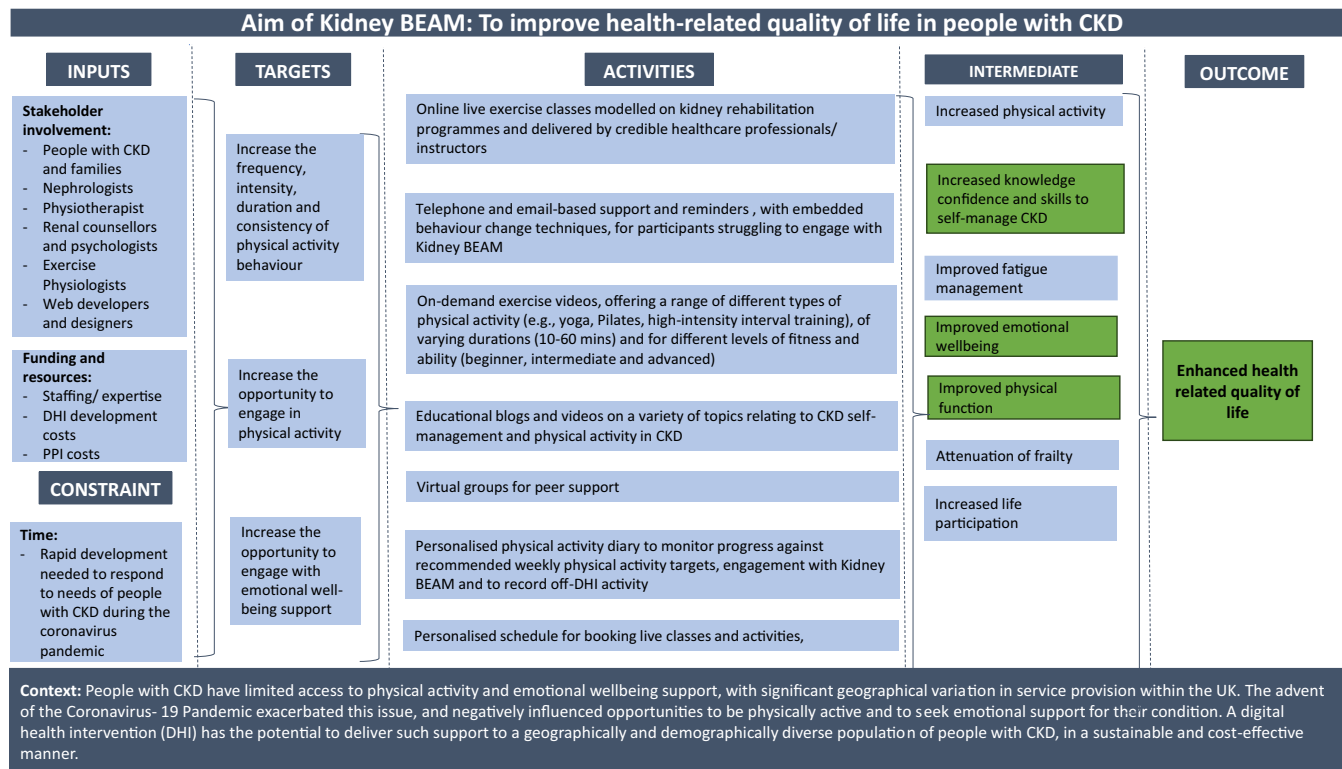 Aim of Kidney BEAM: To improve health-related quality of life in people with CKD
INPUTS
Stakeholder
involvement:
- People with CKD
and families
- Nephrologists
- Physiotherapist
- Renal counsellors
and psychologists
- Exercise
Physiologists
- Web developers
and designers
Funding and
resources:
- Staffing/ expertise
- DHI development
costs
- PPI costs
CONSTRAINT
Time:
- Rapid development
needed to respond
to needs of people
with CKD during the
coronavirus
pandemic
TARGETS
Increase the
frequency,
intensity,
duration and
consistency of
physical activity
behaviour
Increase the
opportunity to
engage in
physical activity
Increase the
opportunity to
engage with
emotional well-
being support
ACTIVITIES
Online live exercise classes modelled on kidney rehabilitation
programmes and delivered by credible healthcare professionals/
instructors
Telephone and email-based support and reminders , with embedded
behaviour change techniques, for participants struggling to engage with
Kidney BEAM
On-demand exercise videos, offering a range of different types of
physical activity (e.g., yoga, Pilates, high-intensity interval training), of
varying durations (10-60 mins) and for different levels of fitness and
ability (beginner, intermediate and advanced)
Educational blogs and videos on a variety of topics relating to CKD self-
management and physical activity in CKD
Virtual groups for peer support
Personalised physical activity diary to monitor progress against
recommended weekly physical activity targets, engagement with Kidney
BEAM and to record off-DHI activity
Personalised schedule for booking live classes and activities,
INTERMEDIATE
Increased physical activity
Increased knowledge
confidence and skills to
self-manage CKD
Improved fatigue
management
Improved emotional
wellbeing
Improved physical
function
Attenuation of frailty
Increased life
participation
OUTCOME
Enhanced health
related quality of
life
Context: People with CKD have limited access to physical activity and emotional wellbeing support, with significant geographical variation in service provision within the UK. The advent
of the Coronavirus- 19 Pandemic exacerbated this issue, and negatively influenced opportunities to be physically active and to seek emotional support for their condition. A digital
health intervention (DHI) has the potential to deliver such support to a geographically and demographically diverse population of people with CKD, in a sustainable and cost-effective
manner.